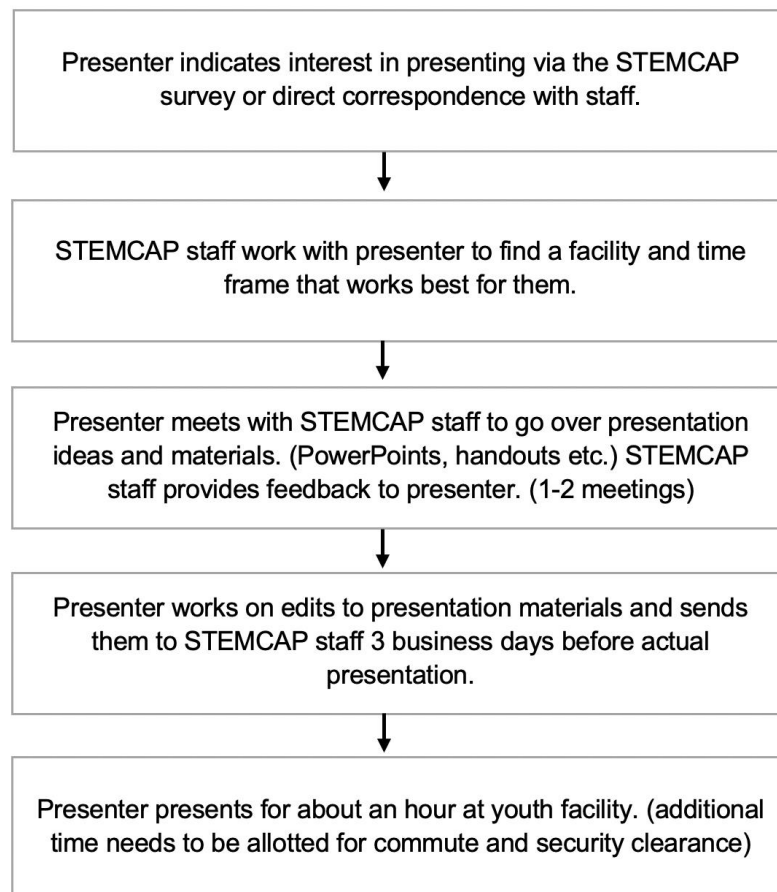 Presenter indicates interest in presenting via the STEMCAP
survey or direct correspondence with staff.
STEMCAP staff work with presenter to find a facility and time
frame that works best for them.
Presenter meets with STEMCAP staff to go over presentation
ideas and materials. (PowerPoints, handouts etc.) STEMCAP
staff provides feedback to presenter. (1-2 meetings)
Presenter works on edits to presentation materials and sends
them to STEMCAP staff 3 business days before actual
presentation.
Presenter presents for about an hour at youth facility. (additional
time needs to be allotted for commute and security clearance)